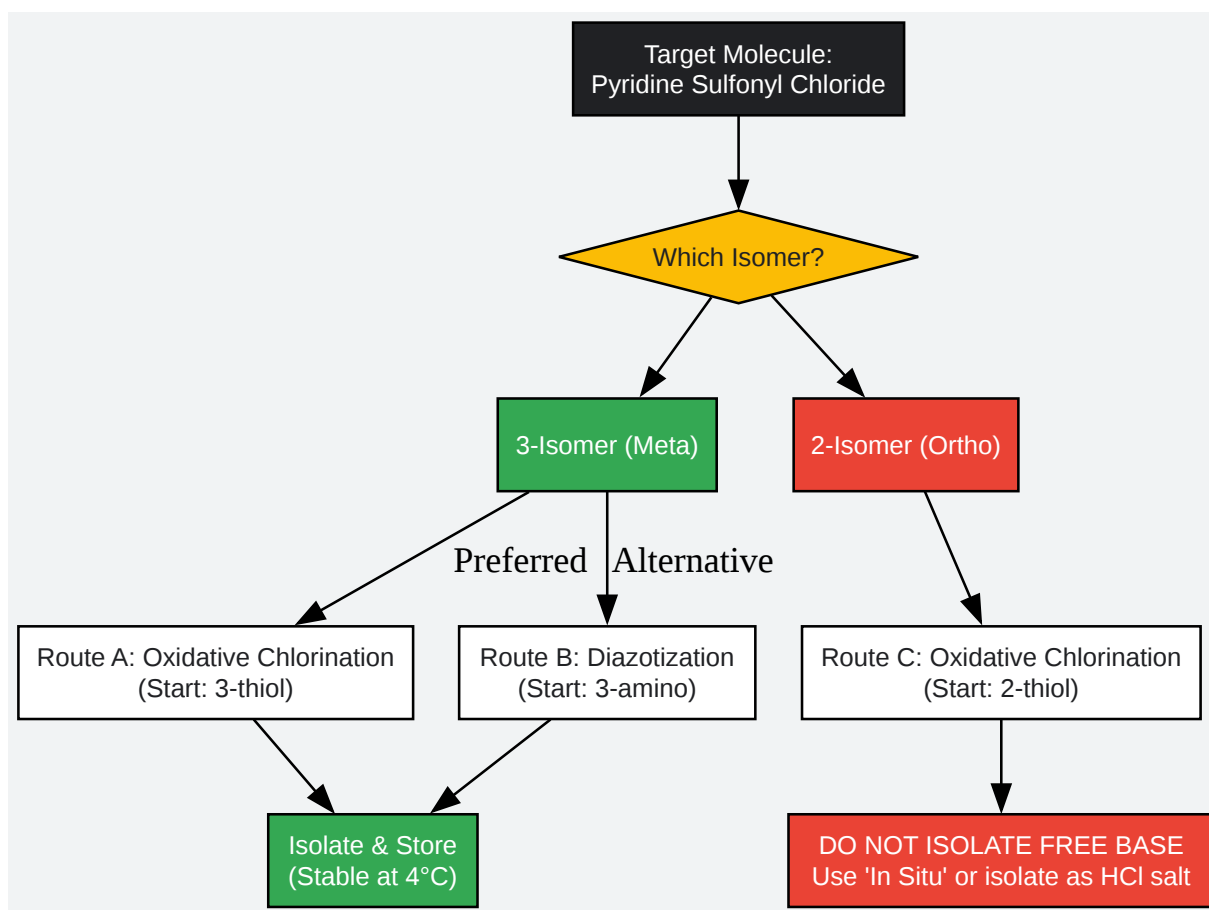 Target Molecule:
Pyridine Sulfonyl Chloride
Which Isomer?
3-Isomer (Meta)
2-Isomer (Ortho)
Preferred
Alternative
Route A: Oxidative Chlorination
(Start: 3-thiol)
Route B: Diazotization
(Start: 3-amino)
Route C: Oxidative Chlorination
(Start: 2-thiol)
Isolate & Store
(Stable at 4°C)
DO NOT ISOLATE FREE BASE
Use 'In Situ' or isolate as HCl salt